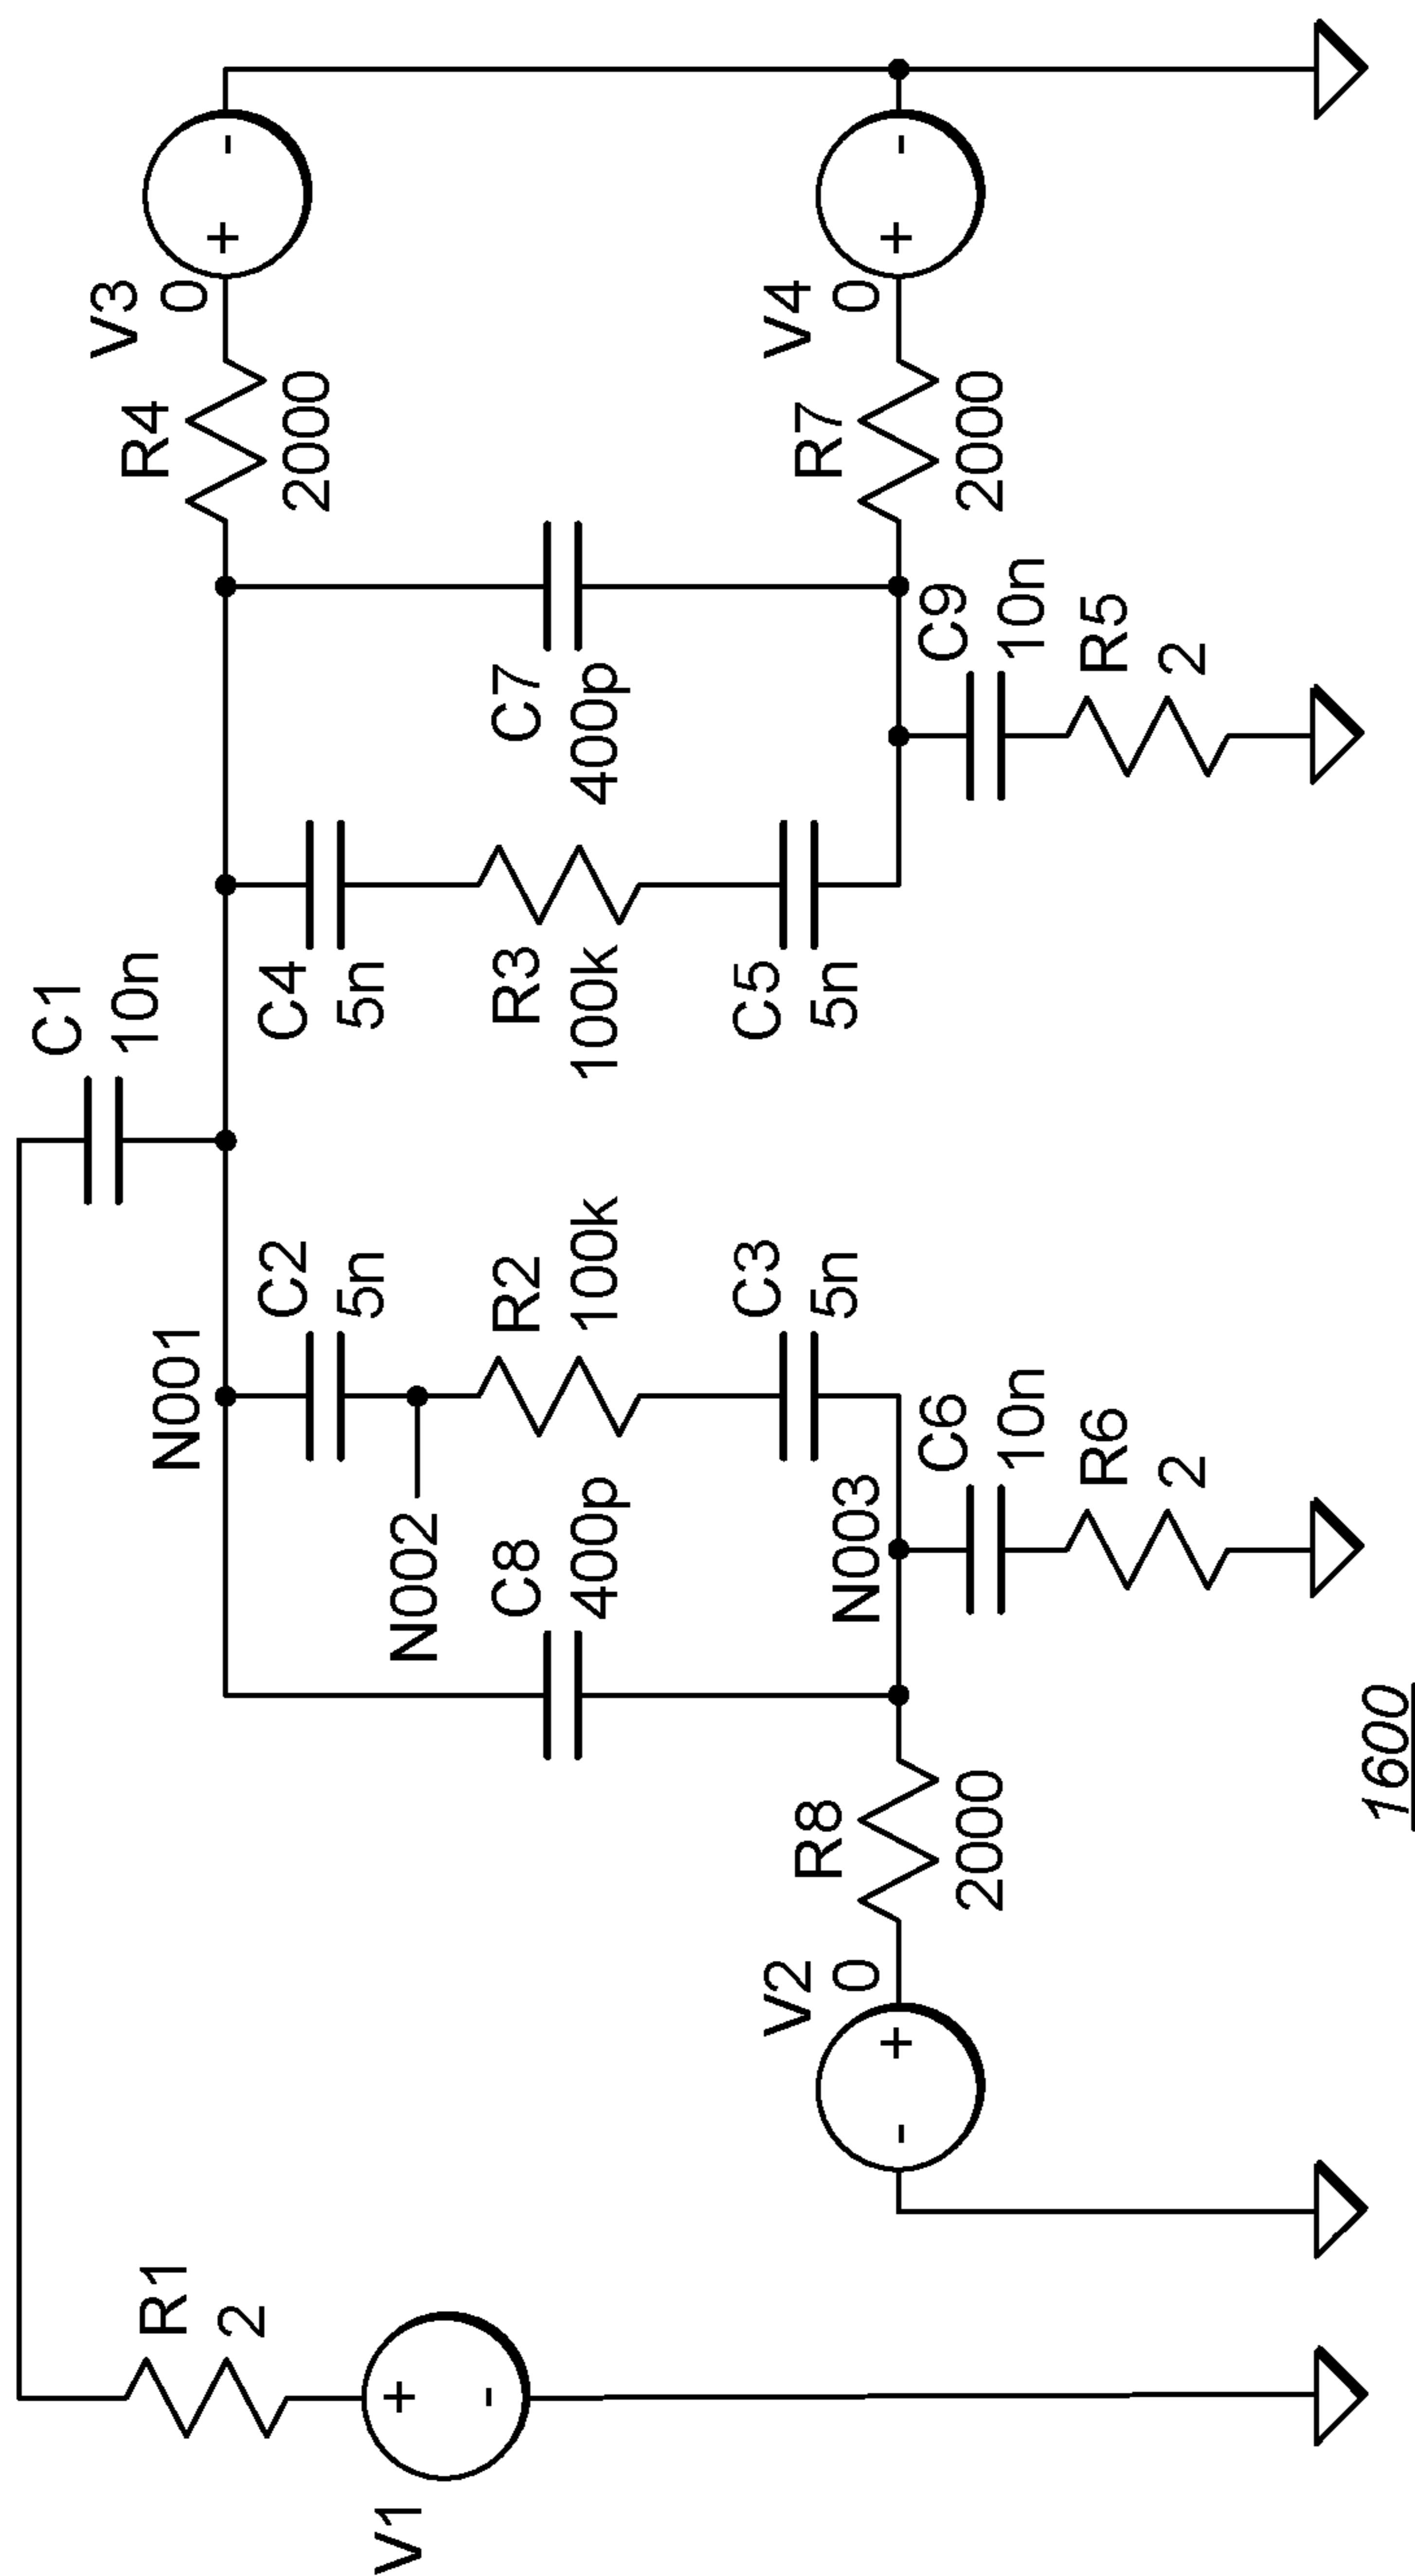 C1
10n
R1
2
V1
+
-
N001
C2
5n
N002
R2
100k
C3
5n
C8
400p
N003
C6
10n
R6
2
R8
2000
V2
0
+
-
C4
5n
R3
100k
C5
5n
C7
400p
C9
10n
R5
2
R4
2000
V3
0
+
-
R7
2000
V4
0
+
-
1600